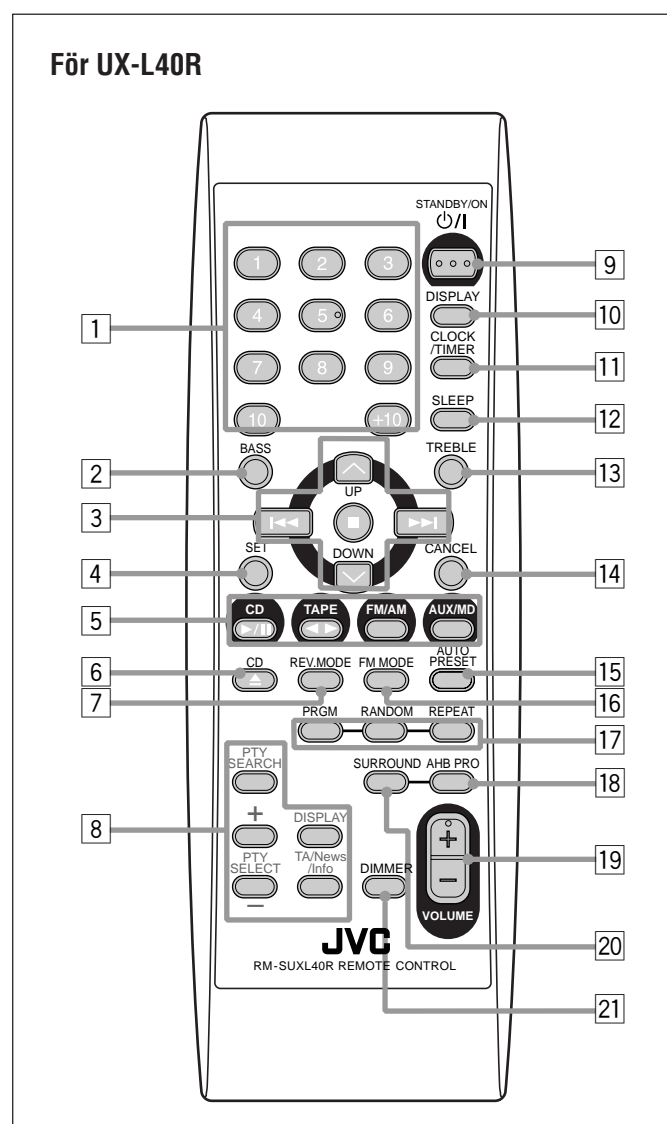 För UX-L40R
STANDBY/ON
⏻/I
1 2 3
9
DISPLAY
10
4 5 6
1
CLOCK
/TIMER
11
7 8 9
SLEEP
12
10 +10
BASS
TREBLE
2
13
UP
3
DOWN
SET
CANCEL
4
14
CD TAPE FM/AM AUX/MD
5
AUTO
PRESET
CD REV.MODE FM MODE
6
15
7
16
PRGM RANDOM REPEAT
17
PTY
SEARCH
SURROUND AHB PRO
18
8
+
DISPLAY
+
19
PTY
SELECT
TA/News
/Info
DIMMER
–
–
VOLUME
JVC
20
RM-SUXL40R REMOTE CONTROL
21